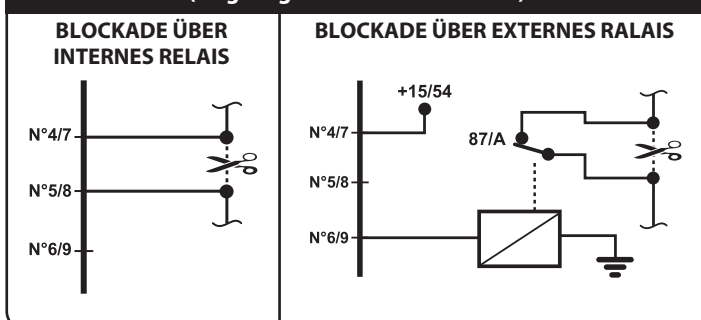 BLOCKADE ÜBER
INTERNES RELAIS
N°4/7
N°5/8
N°6/9
BLOCKADE ÜBER EXTERNES RALAIS
+15/54
N°4/7
87/A
N°5/8
N°6/9